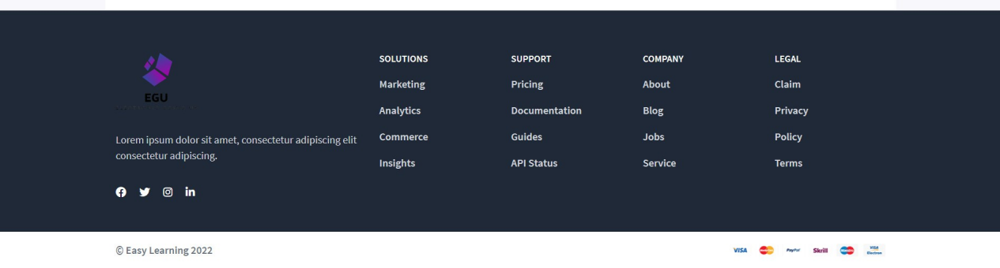 EGU
Lorem ipsum dolor sit amet, consectetur adipiscing elit
consectetur adipiscing.
SOLUTIONS
Marketing
Analytics
Commerce
Insights
SUPPORT
Pricing
Documentation
Guides
API Status
COMPANY
About
Blog
Jobs
Service
LEGAL
Claim
Privacy
Policy
Terms
© Easy Learning 2022
VISA
PayPal
Skrill
VISA
Electron